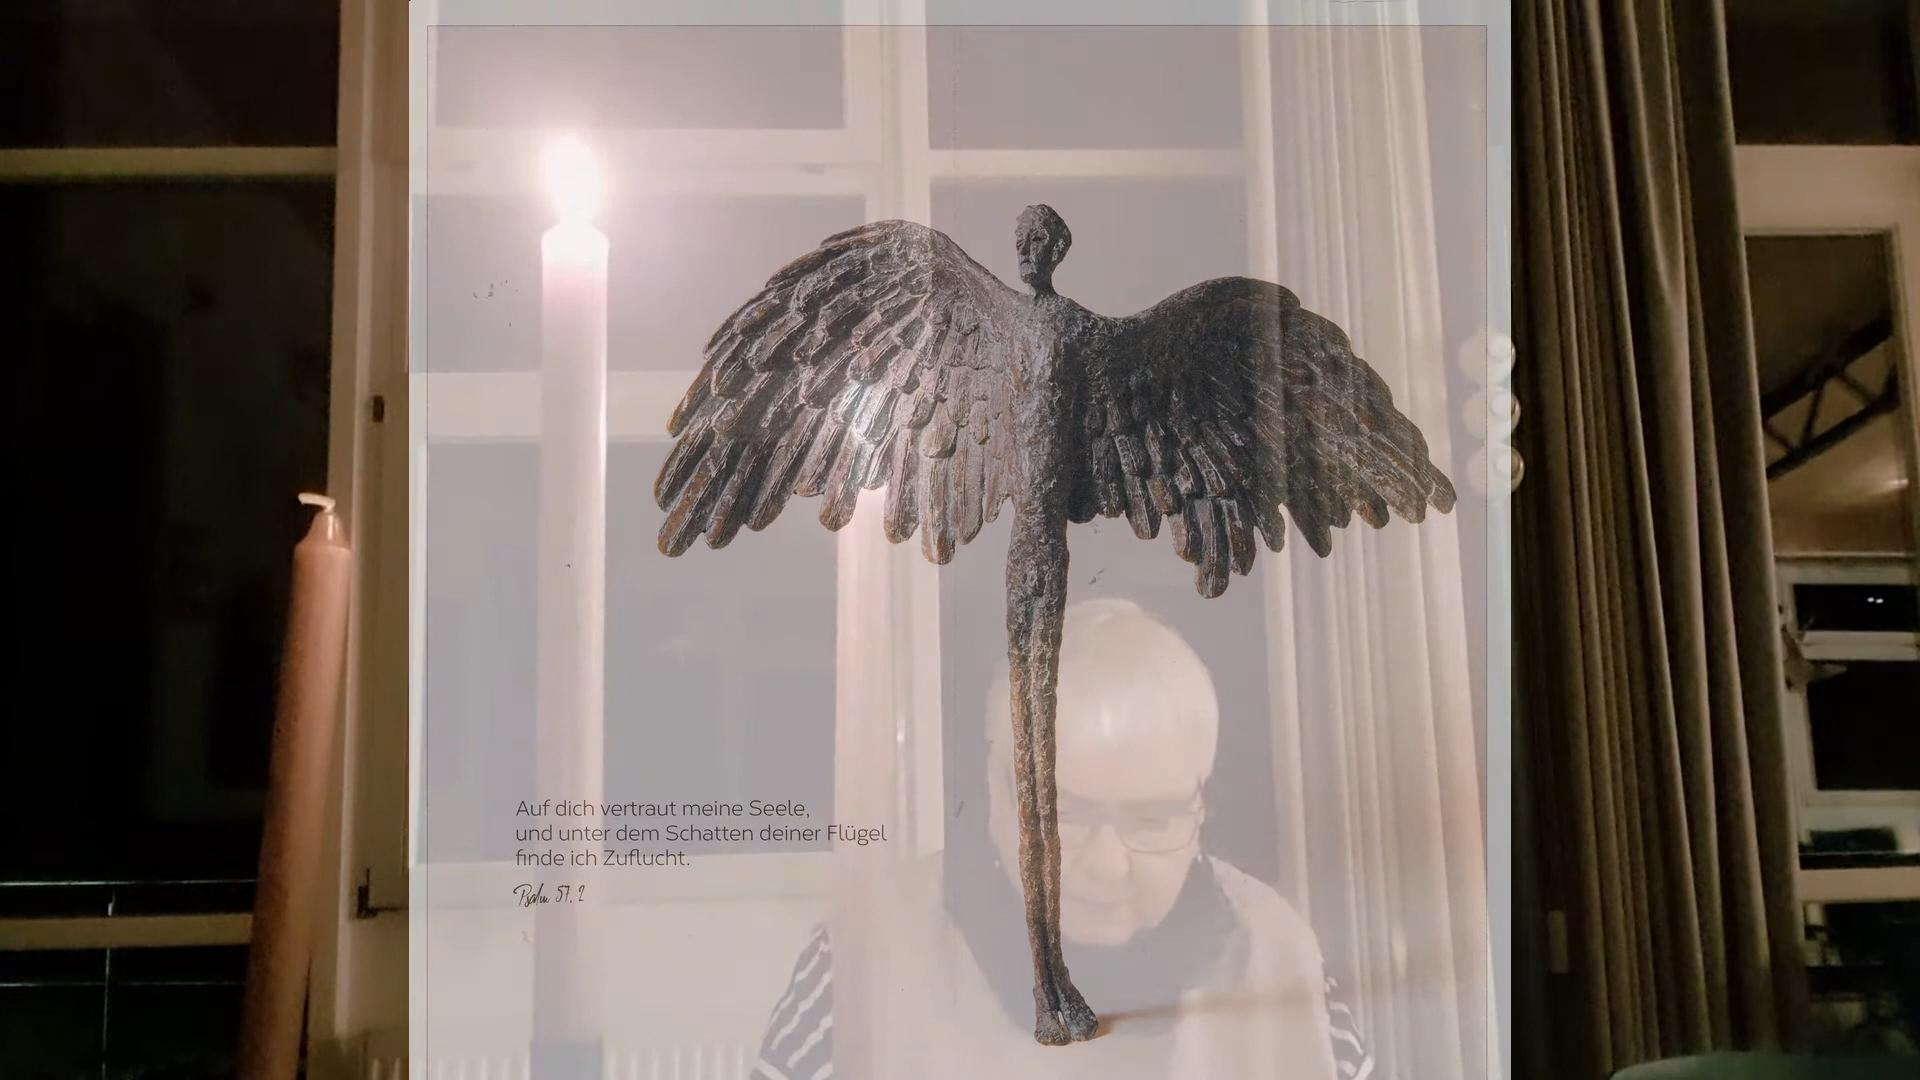 Auf dich vertraut meine Seele,
und unter dem Schatten deiner Flügel
finde ich Zuflucht.
Psalm 57, 2